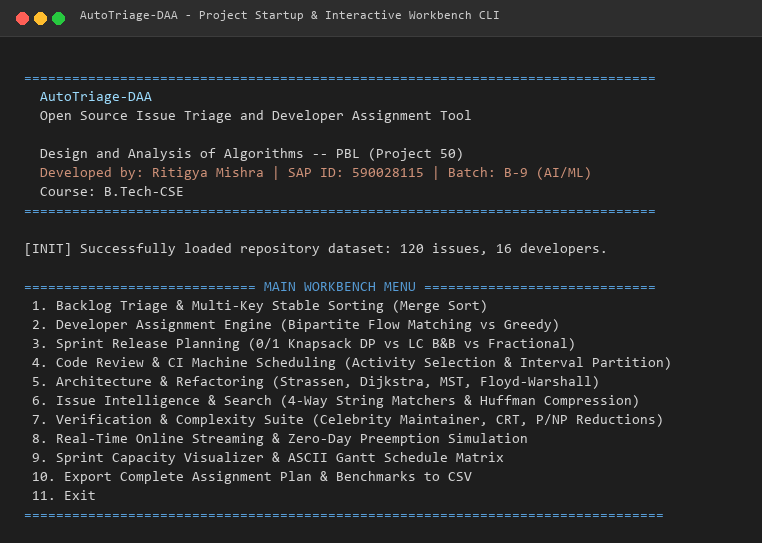 AutoTriage-DAA - Project Startup & Interactive Workbench CLI
===============================================================================
AutoTriage-DAA
Open Source Issue Triage and Developer Assignment Tool
Design and Analysis of Algorithms -- PBL (Project 50)
Developed by: Ritigya Mishra | SAP ID: 590028115 | Batch: B-9 (AI/ML)
Course: B.Tech-CSE
===============================================================================
[INIT] Successfully loaded repository dataset: 120 issues, 16 developers.
============================= MAIN WORKBENCH MENU =============================
1. Backlog Triage & Multi-Key Stable Sorting (Merge Sort)
2. Developer Assignment Engine (Bipartite Flow Matching vs Greedy)
3. Sprint Release Planning (0/1 Knapsack DP vs LC B&B vs Fractional)
4. Code Review & CI Machine Scheduling (Activity Selection & Interval Partition)
5. Architecture & Refactoring (Strassen, Dijkstra, MST, Floyd-Warshall)
6. Issue Intelligence & Search (4-Way String Matchers & Huffman Compression)
7. Verification & Complexity Suite (Celebrity Maintainer, CRT, P/NP Reductions)
8. Real-Time Online Streaming & Zero-Day Preemption Simulation
9. Sprint Capacity Visualizer & ASCII Gantt Schedule Matrix
10. Export Complete Assignment Plan & Benchmarks to CSV
11. Exit
================================================================================